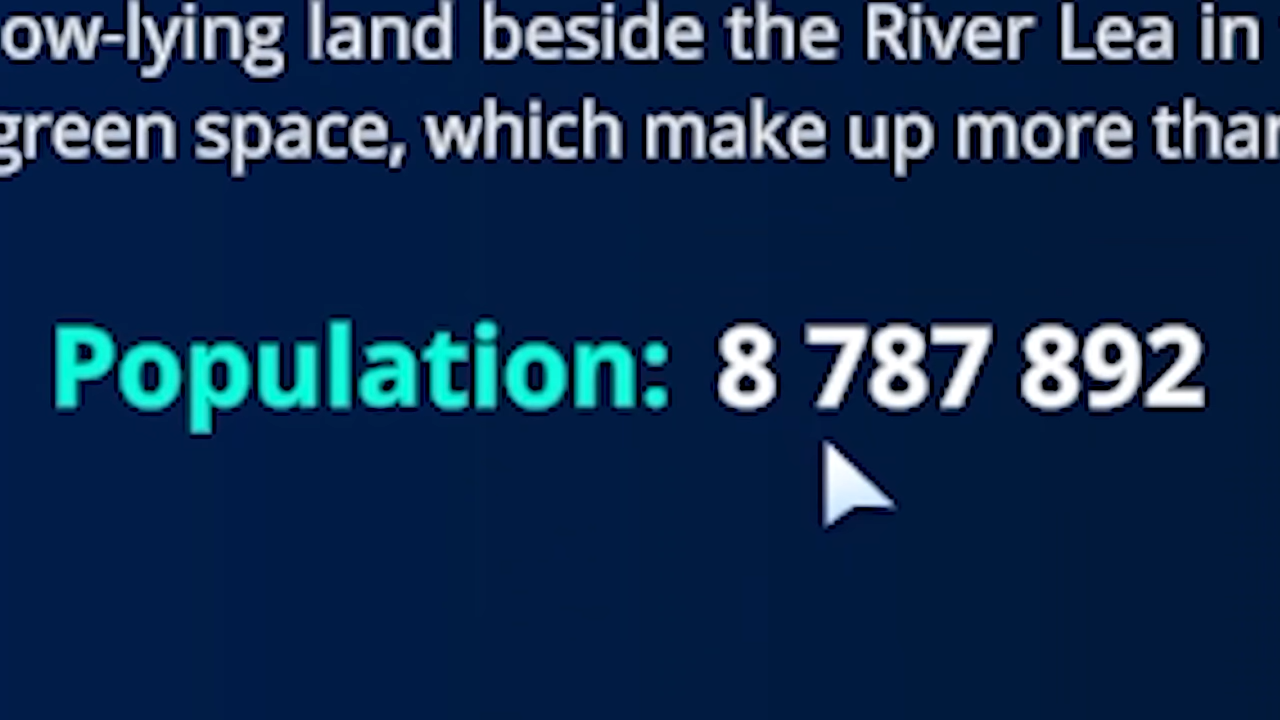 ow-lying land beside the River Lea in
green space, which make up more than
Population: 8 787 892